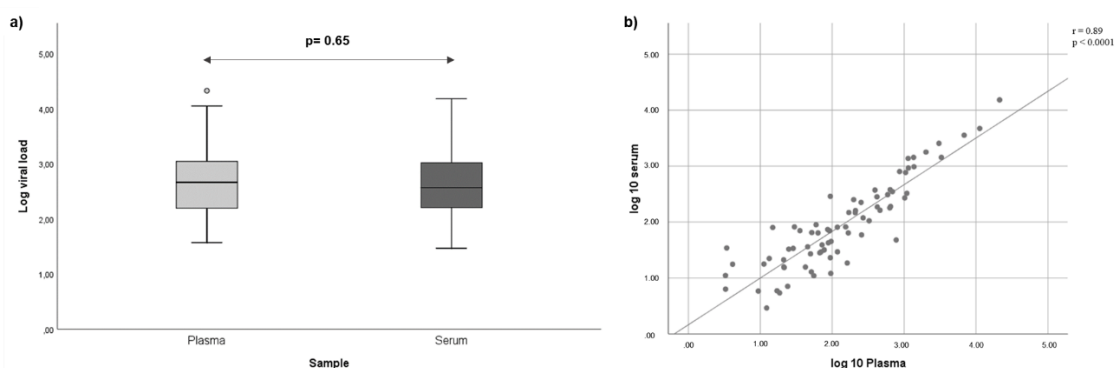 a)
p= 0.65
5,00
4,00
3,00
2,00
1,00
,00
Log viral load
Plasma
Serum
Sample
b)
r = 0.89
p < 0.0001
5.00
4.00
3.00
2.00
1.00
.00
log 10 serum
.00
1.00
2.00
3.00
4.00
5.00
log 10 Plasma